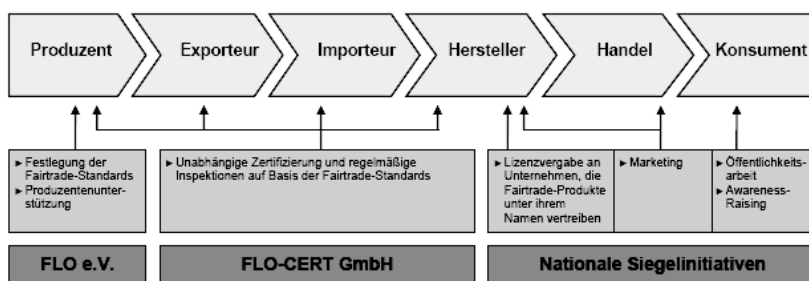 Produzent
Exporteur
Importeur
Hersteller
Handel
Konsument
► Festlegung der
Fairtrade-Standards
► Produzentenunter-
stützung
► Unabhängige Zertifizierung und regelmäßige
Inspektionen auf Basis der Fairtrade-Standards
► Lizenzvergabe an
Unternehmen, die
Fairtrade-Produkte
unter ihrem
Namen vertreiben
► Marketing
► Öffentlichkeits-
arbeit
► Awareness-
Raising
FLO e.V.
FLO-CERT GmbH
Nationale Siegelinitiativen